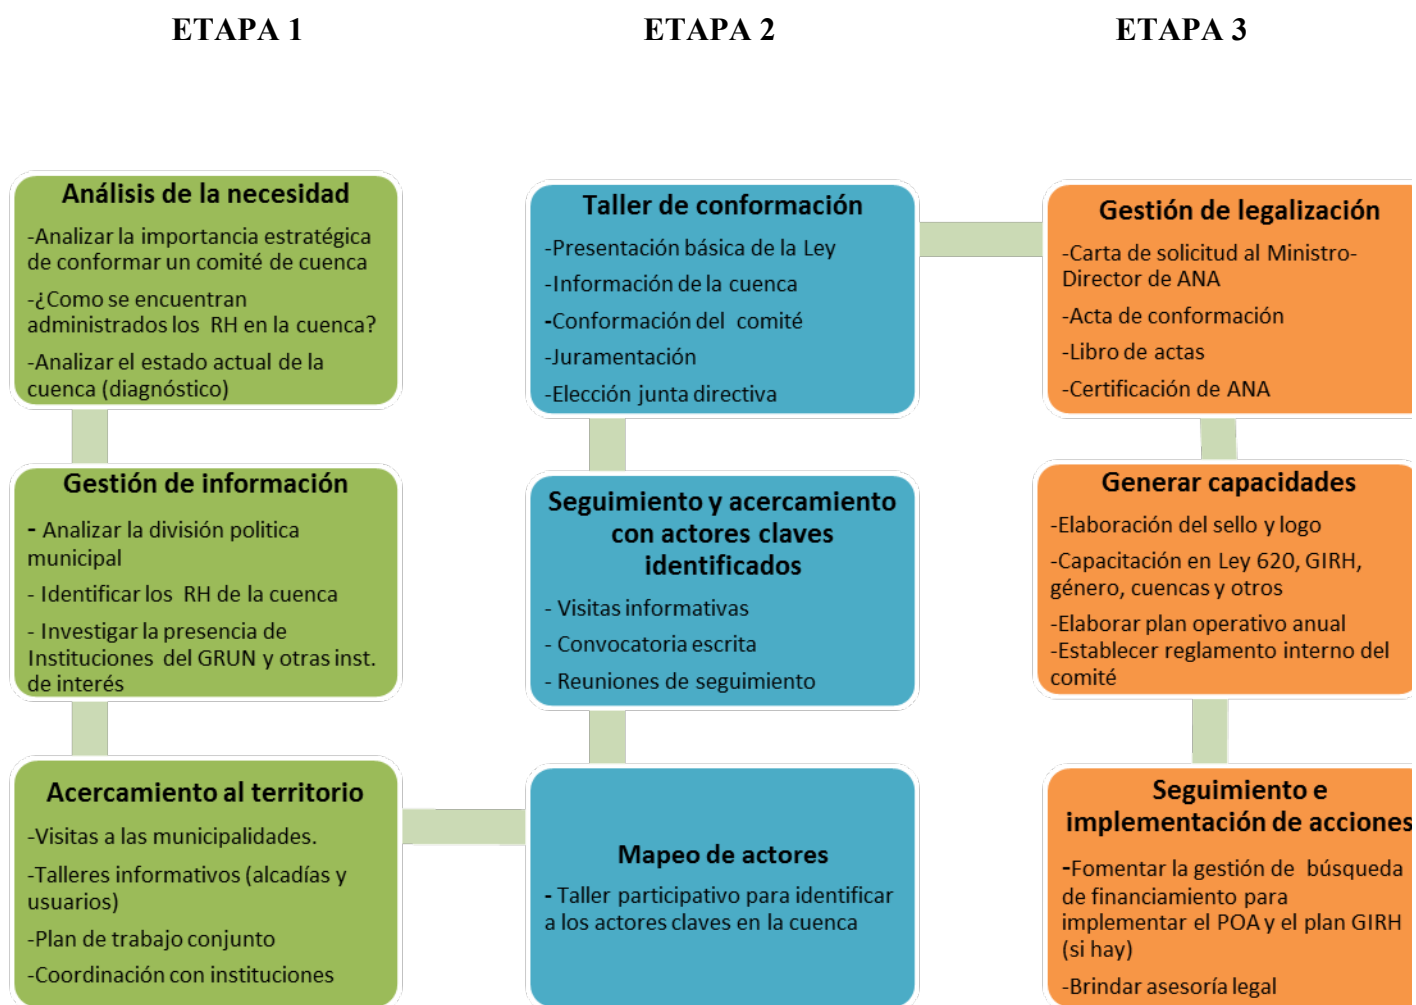 ETAPA 1
ETAPA 2
ETAPA 3
Análisis de la necesidad
-Analizar la importancia estratégica
de conformar un comité de cuenca
-¿Como se encuentran
administrados los RH en la cuenca?
-Analizar el estado actual de la
cuenca (diagnóstico)
Gestión de información
- Analizar la división politica
municipal
- Identificar los RH de la cuenca
- Investigar la presencia de
Instituciones del GRUN y otras inst.
de interés
Acercamiento al territorio
-Visitas a las municipalidades.
-Talleres informativos (alcadías y
usuarios)
-Plan de trabajo conjunto
-Coordinación con instituciones
Taller de conformación
-Presentación básica de la Ley
-Información de la cuenca
-Conformación del comité
-Juramentación
-Elección junta directiva
Seguimiento y acercamiento
con actores claves
identificados
- Visitas informativas
- Convocatoria escrita
- Reuniones de seguimiento
Mapeo de actores
- Taller participativo para identificar
a los actores claves en la cuenca
Gestión de legalización
-Carta de solicitud al Ministro-
Director de ANA
-Acta de conformación
-Libro de actas
-Certificación de ANA
Generar capacidades
-Elaboración del sello y logo
-Capacitación en Ley 620, GIRH,
género, cuencas y otros
-Elaborar plan operativo anual
-Establecer reglamento interno del
comité
Seguimiento e
implementación de acciones
-Fomentar la gestión de búsqueda
de financiamiento para
implementar el POA y el plan GIRH
(si hay)
-Brindar asesoría legal